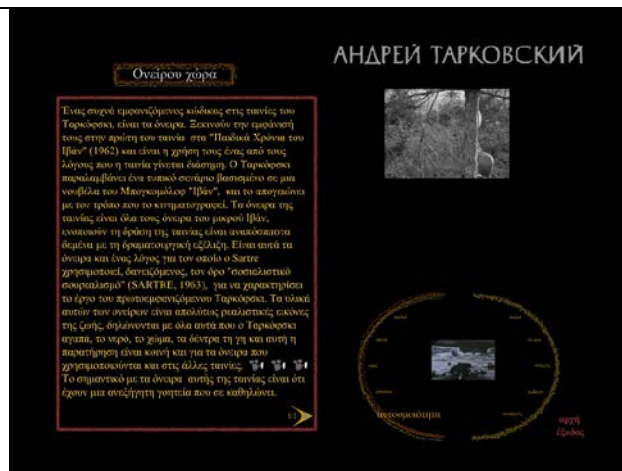 Ονείρου χώρα
ΑΝΔΡΕЙ ΤΑΡΚΟВСКИЙ
Ένας συχνά εμφανιζόμενος κώδικας στις ταινίες του
Ταρκόφσκι, είναι τα όνειρα. Ξεκινούν την εμφάνισή
τους στην πρώτη του ταινία στα "Παιδικά Χρόνια του
Ιβάν" (1962) και είναι η χρήση τους ένας από τους
λόγους που η ταινία γίνεται διάσημη. Ο Ταρκόφσκι
παραλαμβάνει ένα τυπικό σενάριο βασισμένο σε μια
νουβέλα του Μπογκομόλοφ "Ιβάν", και το απογειώνει
με τον τρόπο που το κινηματογραφεί. Τα όνειρα της
ταινίας είναι όλα τους όνειρα του μικρού Ιβάν,
ενοποιούν τη δράση της ταινίας είναι αναπόσπαστα
δεμένα με τη δραματουργική εξέλιξη. Είναι αυτά τα
όνειρα και ένας λόγος για τον οποίο ο Sartre
χρησιμοποιεί, δανειζόμενος, τον όρο "σοσιαλιστικό
σουρεαλισμό" (SARTRE, 1963), για να χαρακτηρίσει
το έργο του πρωτοεμφανιζόμενου Ταρκόφσκι. Τα υλικά
αυτών των ονείρων είναι απολύτως ρεαλιστικές εικόνες
της ζωής, δηλώνονται με όλα αυτά που ο Ταρκόφσκι
αγαπά, το νερό, το χώμα, τα δέντρα τη γη και αυτή η
παρατήρηση είναι κοινή και για τα όνειρα που
χρησιμοποιούνται και στις άλλες ταινίες.
Το σημαντικό με τα όνειρα αυτής της ταινίας είναι ότι
έχουν μια ανεξήγητη γοητεία που σε καθηλώνει.
αυτοομοιότητα
αρχή
έξοδος